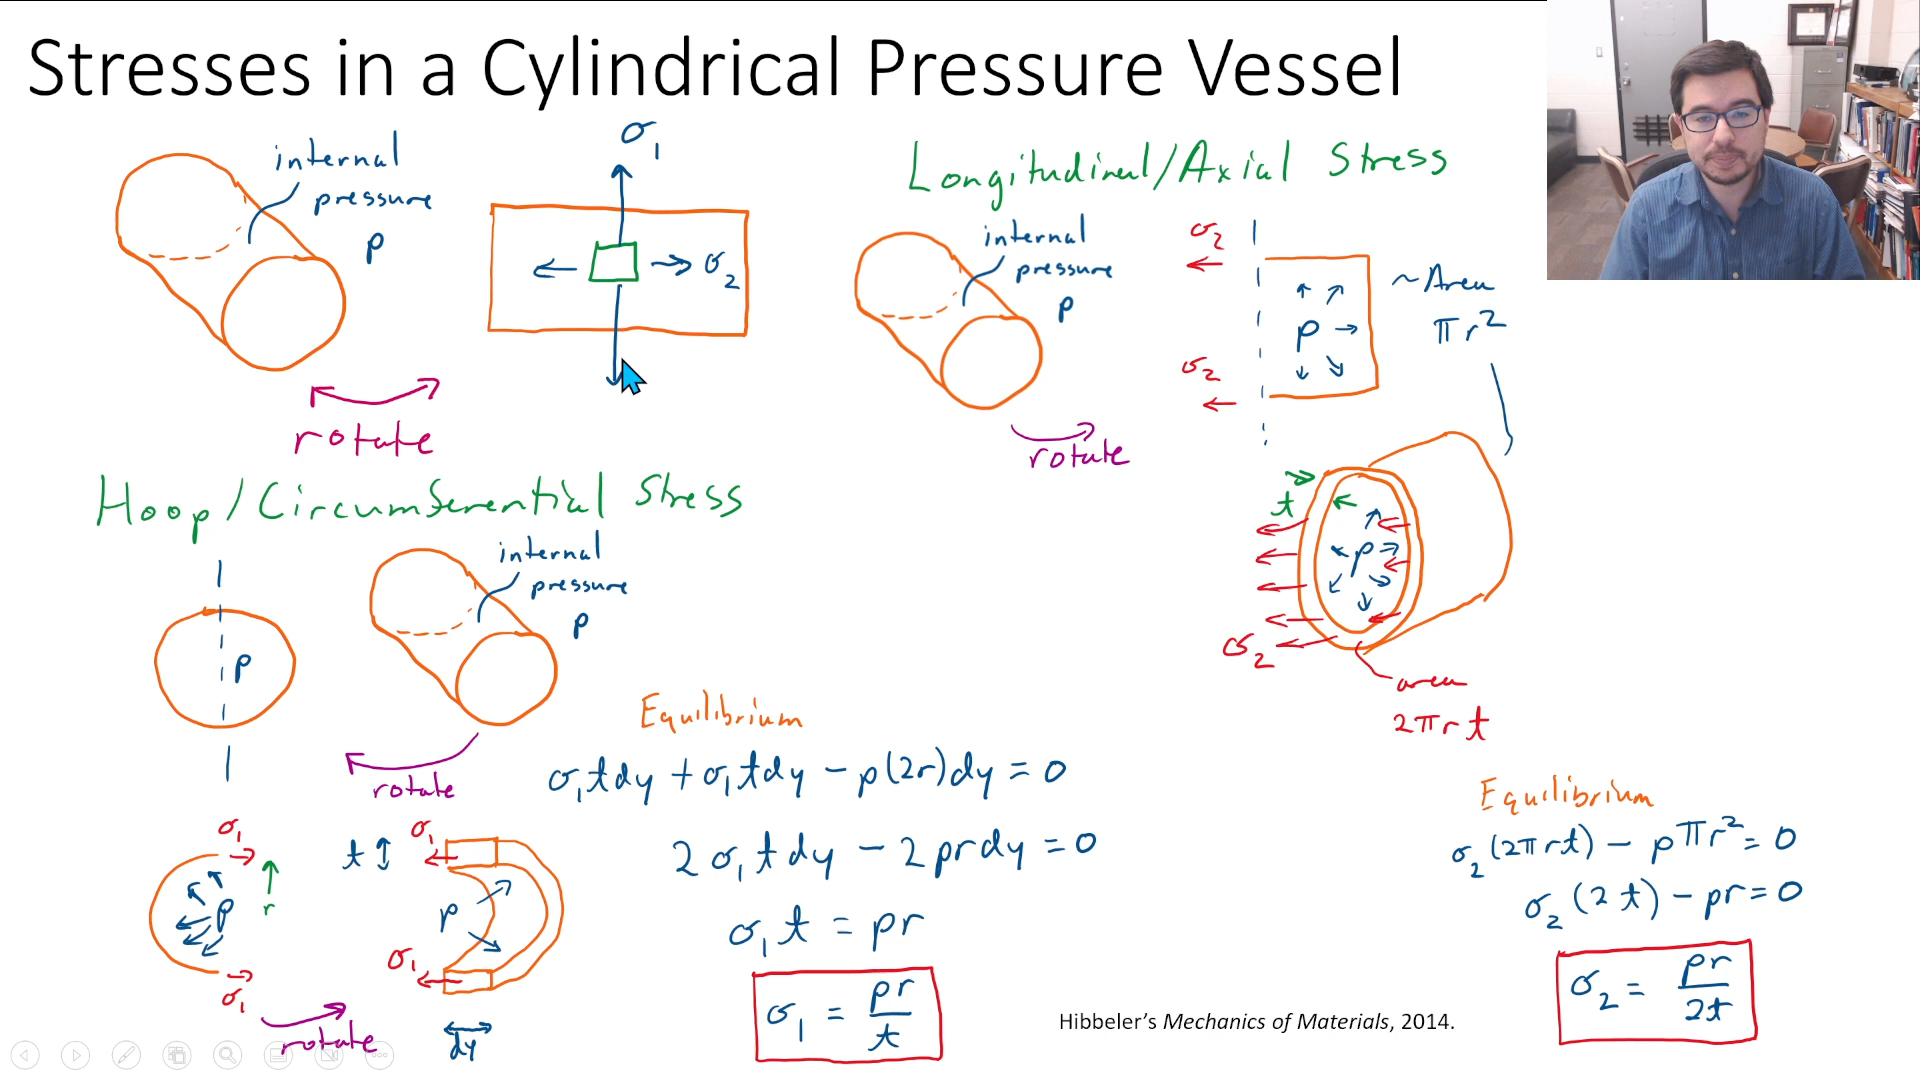 Stresses in a Cylindrical Pressure Vessel
internal
pressure
p
σ₁
σ₂
rotate
Longitudinal/Axial Stress
internal
pressure
p
rotate
σ₂
σ₂
p
~Area
πr²
t
p
σ₂
area
2πrt
Equilibrium
σ₂(2πrt) - pπr² = 0
σ₂(2t) - pr = 0
σ₂ = pr/2t
Hoop/Circumferential Stress
p
internal
pressure
p
rotate
σ₁
p
r
σ₁
rotate
t
σ₁
p
σ₁
dy
Equilibrium
σ₁tdy + σ₁tdy - p(2r)dy = 0
2σ₁tdy - 2prdy = 0
σ₁t = pr
σ₁ = pr/t
Hibbeler's Mechanics of Materials, 2014.